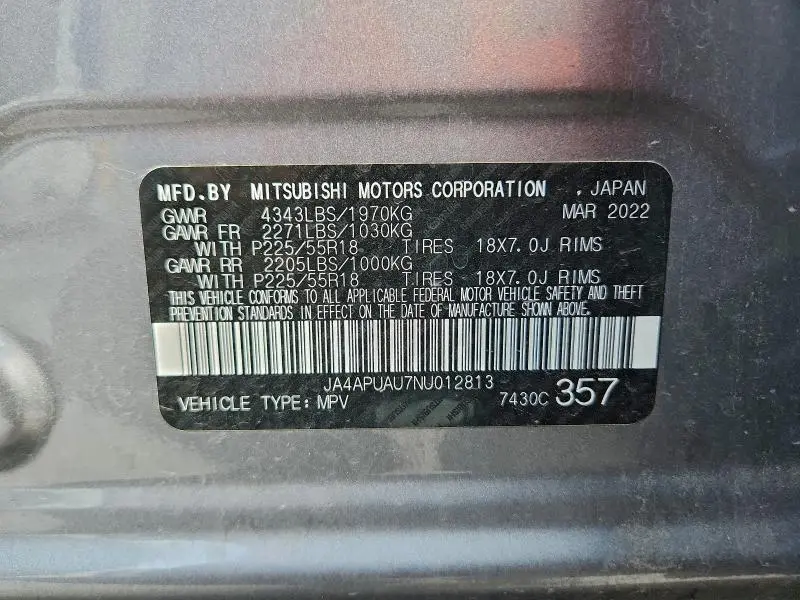 MFD.BY MITSUBISHI MOTORS CORPORATION . JAPAN
GVWR 4343LBS/1970KG MAR 2022
GAWR FR 2271LBS/1030KG
WITH P225/55R18 TIRES 18X7.0J RIMS
GAWR RR 2205LBS/1000KG
WITH P225/55R18 TIRES 18X7.0J RIMS
THIS VEHICLE CONFORMS TO ALL APPLICABLE FEDERAL MOTOR VEHICLE SAFETY AND THEFT
PREVENTION STANDARDS IN EFFECT ON THE DATE OF MANUFACTURE SHOWN ABOVE.
JA4APUAU7NU012813
VEHICLE TYPE: MPV 7430C 357